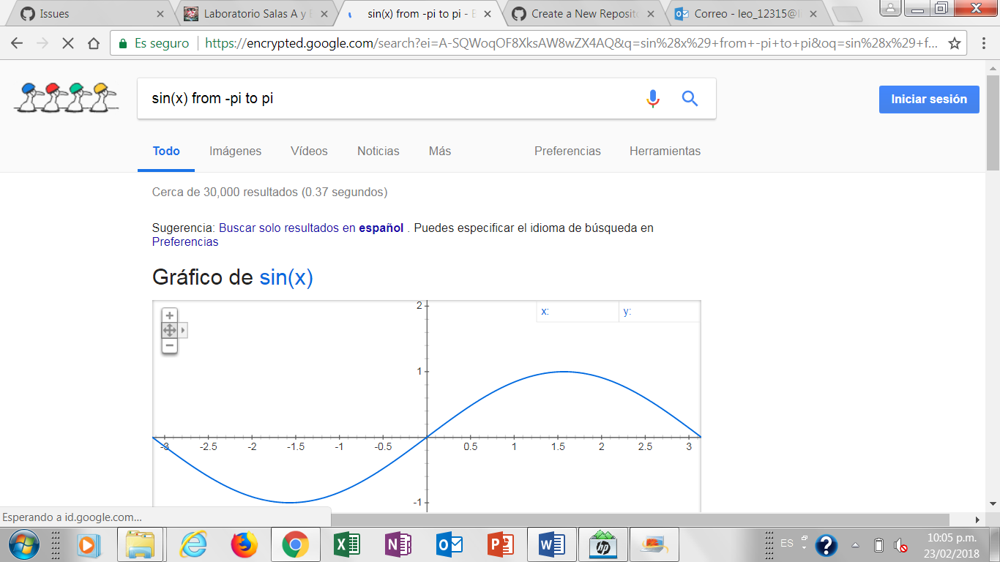 Issues
Laboratorio Salas A y
sin(x) from -pi to pi -
Create a New Reposit
Correo - leo_12315@
Es seguro https://encrypted.google.com/search?ei=A-SQWoqOF8XksAW8wZX4AQ&q=sin%28x%29+from+-pi+to+pi&oq=sin%28x%29+f...
sin(x) from -pi to pi
Iniciar sesión
Todo Imágenes Vídeos Noticias Más Preferencias Herramientas
Cerca de 30,000 resultados (0.37 segundos)
Sugerencia: Buscar solo resultados en español . Puedes especificar el idioma de búsqueda en
Preferencias
Gráfico de sin(x)
2
x: y:
1
-3 -2.5 -2 -1.5 -1 -0.5 0.5 1 1.5 2 2.5 3
-1
Esperando a id.google.com...
ES
10:05 p.m.
23/02/2018